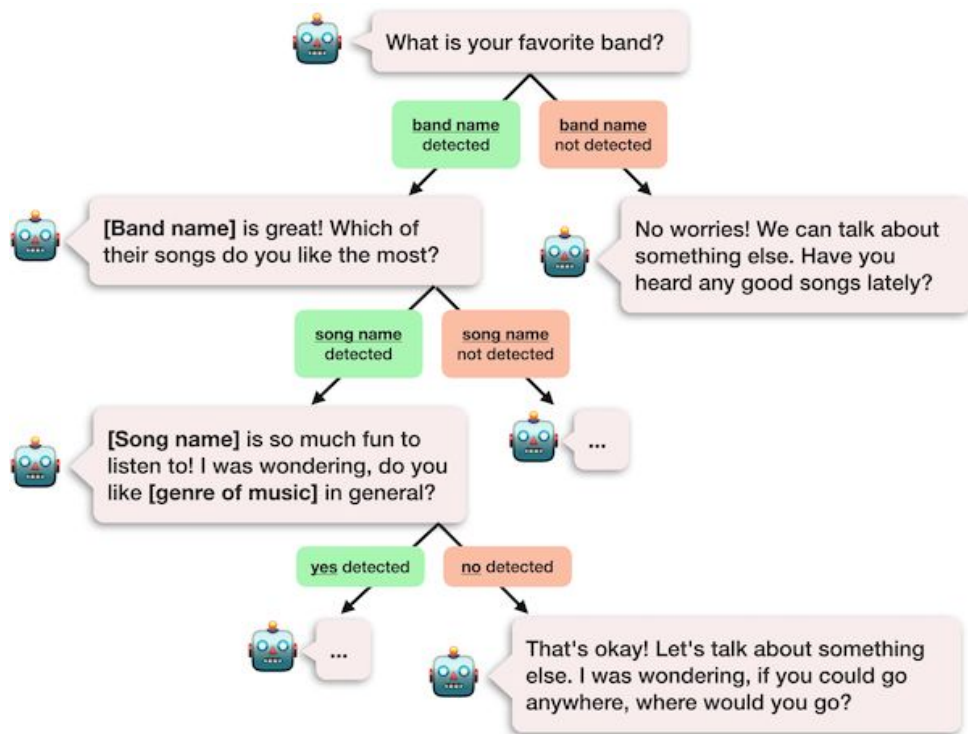 What is your favorite band?
band name
detected
band name
not detected
[Band name] is great! Which of
their songs do you like the most?
No worries! We can talk about
something else. Have you
heard any good songs lately?
song name
detected
song name
not detected
[Song name] is so much fun to
listen to! I was wondering, do you
like [genre of music] in general?
...
yes detected
no detected
...
That's okay! Let's talk about something
else. I was wondering, if you could go
anywhere, where would you go?